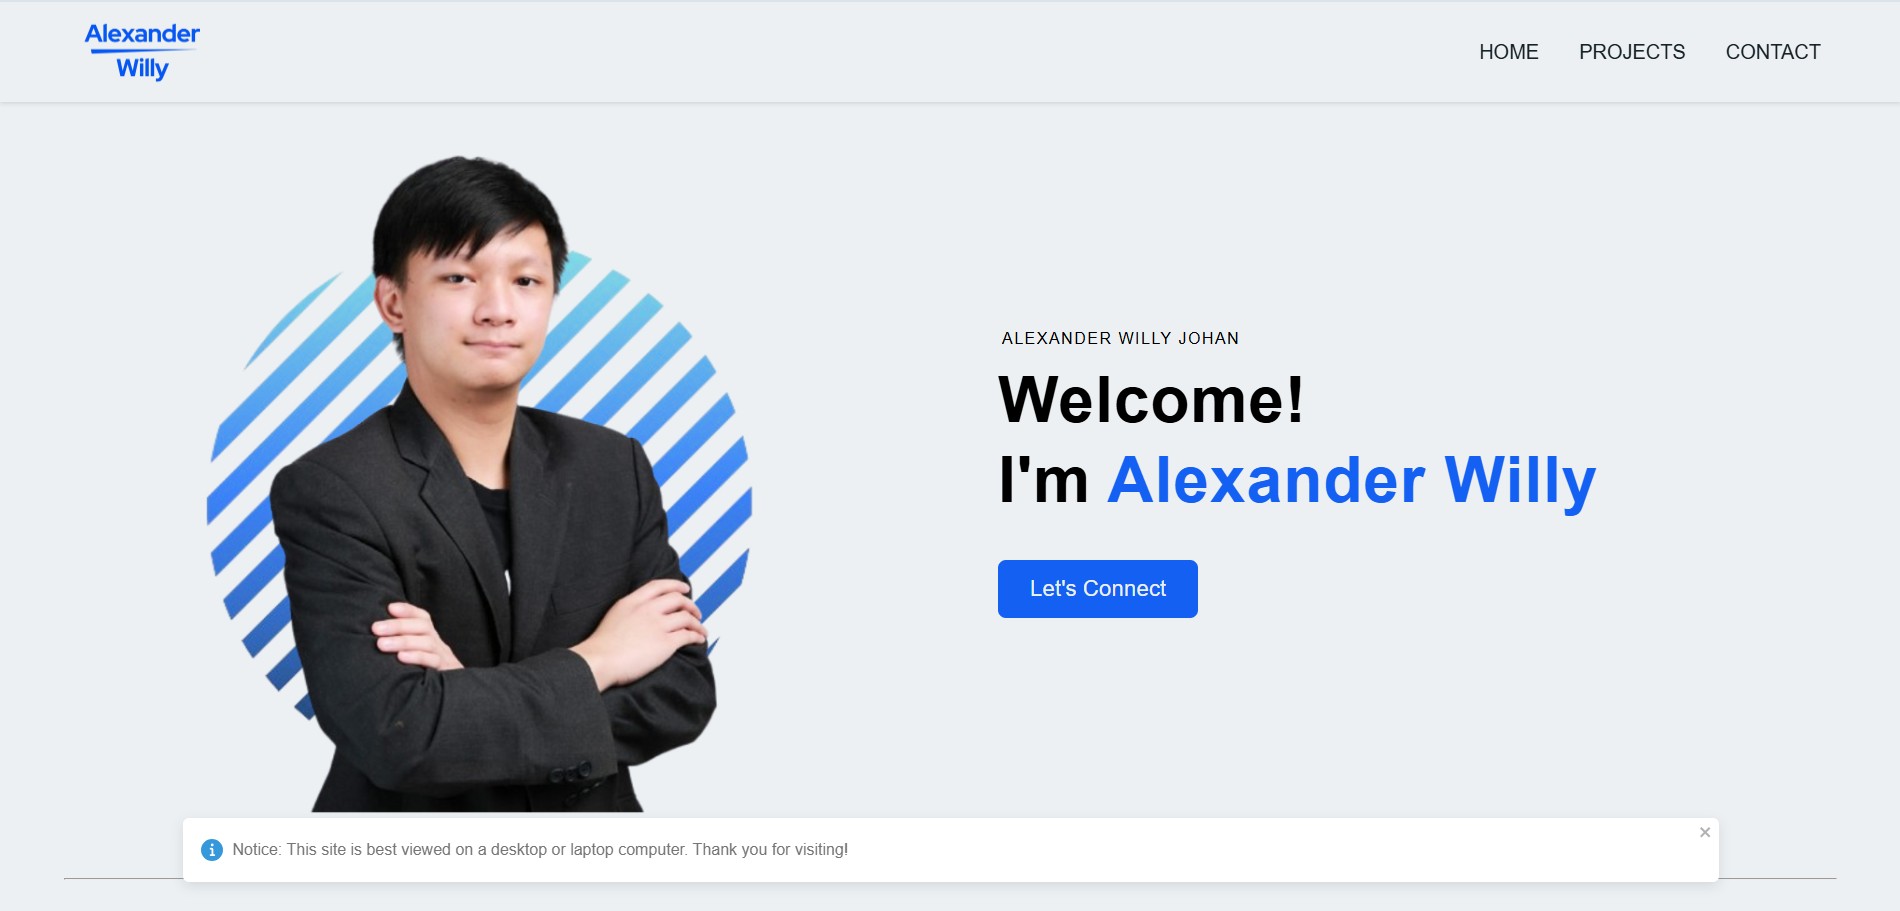 Alexander
Willy
HOME PROJECTS CONTACT
ALEXANDER WILLY JOHAN
Welcome!
I'm Alexander Willy
Let's Connect
Notice: This site is best viewed on a desktop or laptop computer. Thank you for visiting!